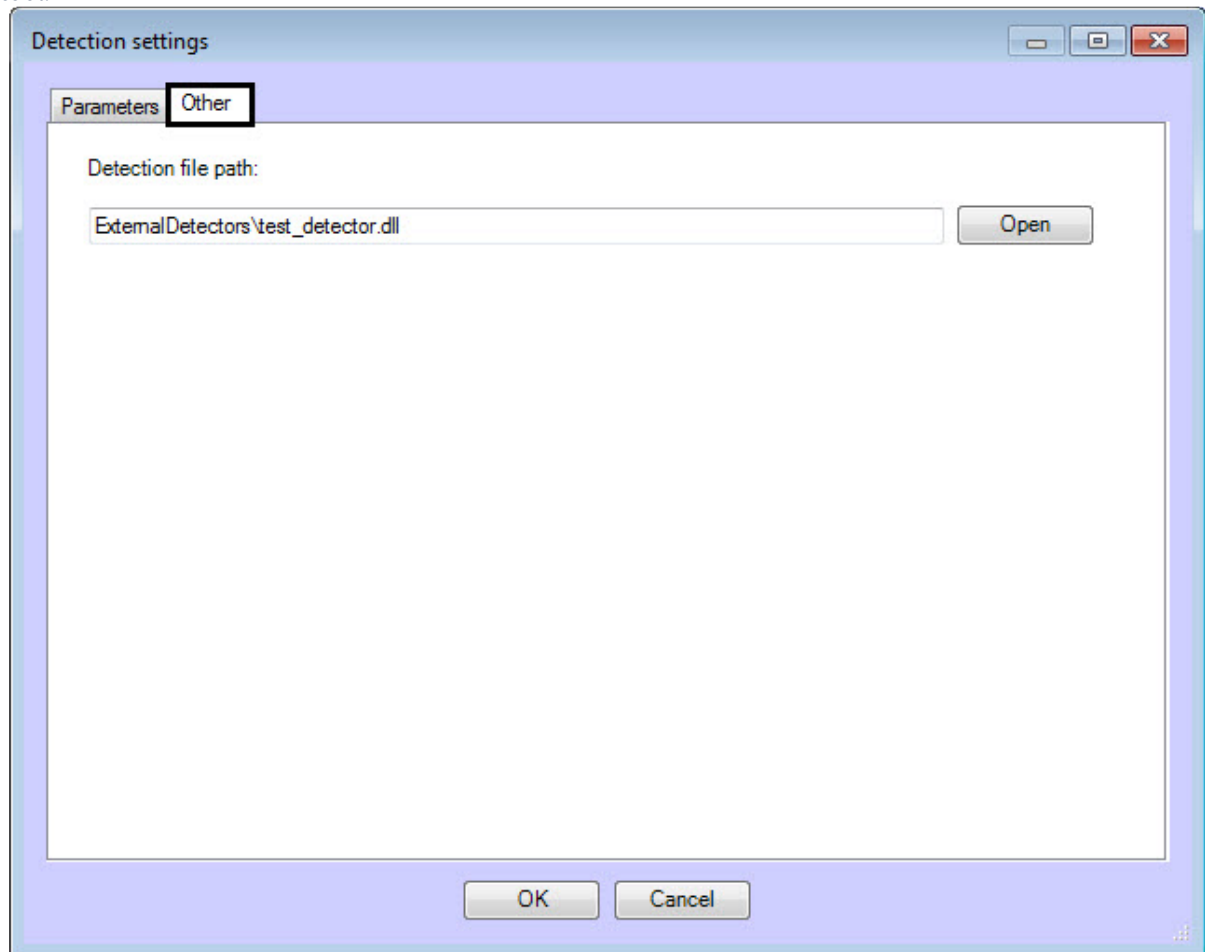 Detection settings
Parameters Other
Detection file path:
ExternalDetectors\test_detector.dll Open
OK Cancel